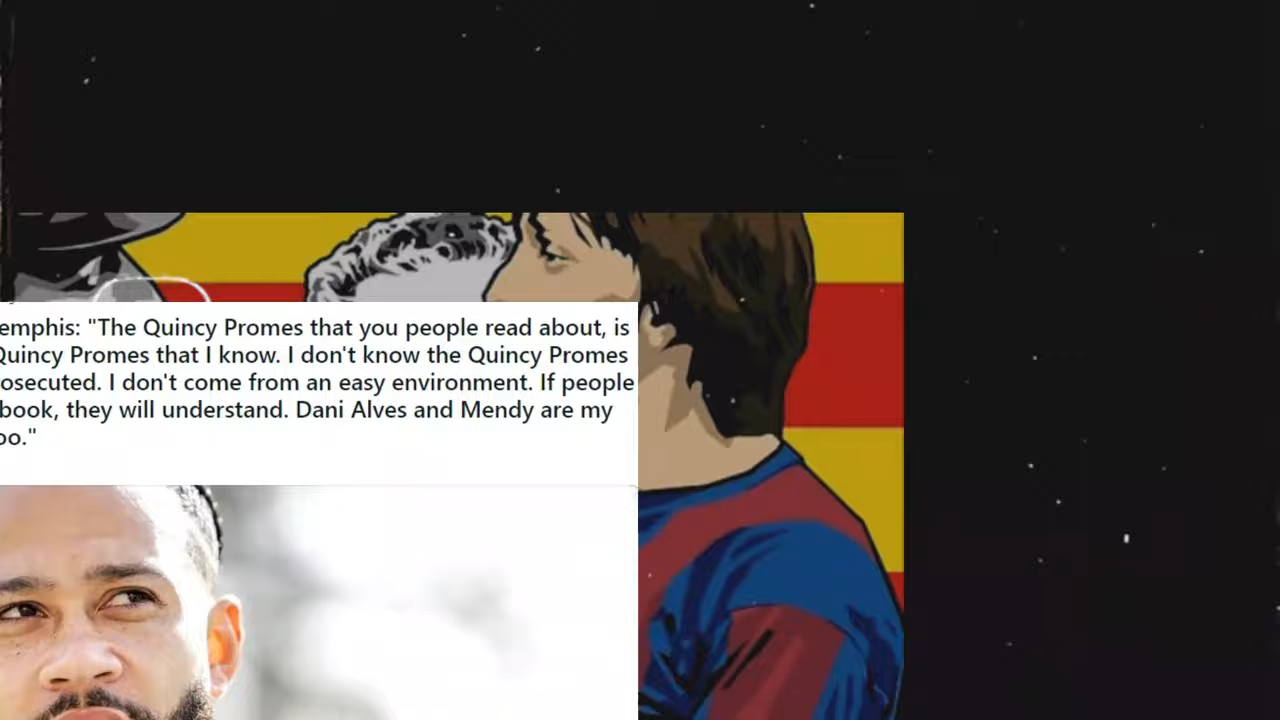 emphis: "The Quincy Promes that you people read about, is
Quincy Promes that I know. I don't know the Quincy Promes
osecuted. I don't come from an easy environment. If people
book, they will understand. Dani Alves and Mendy are my
oo."